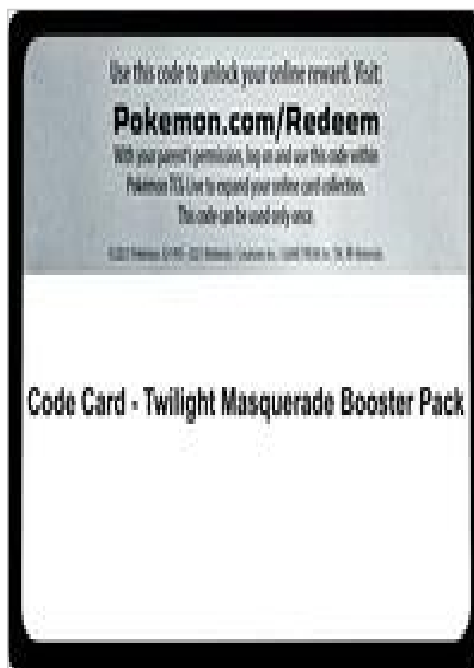 Use this code to unlock your online reward. Visit:
Pokemon.com/Redeem
With your parent's permission, log on and use this code within
Pokémon TCG Live to expand your online card collection.
This code can be used only once.
Code Card - Twilight Masquerade Booster Pack